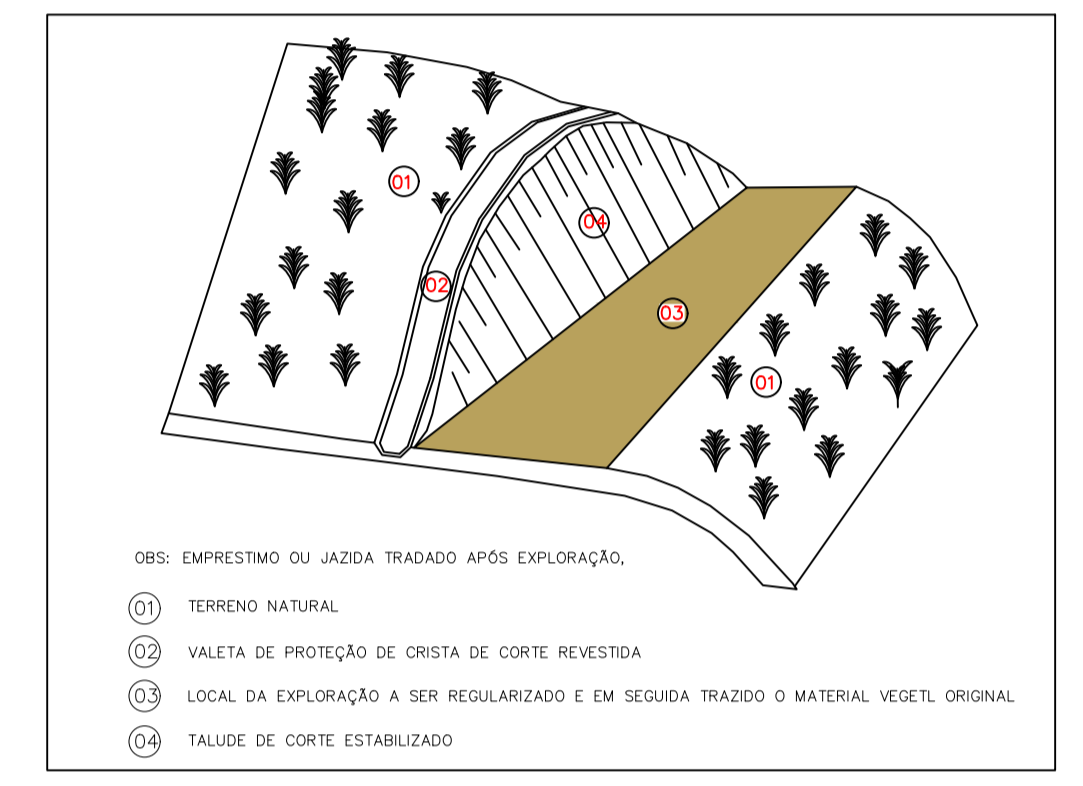 01
04
02
03
01
OBS: EMPRESTIMO OU JAZIDA TRADADO APÓS EXPLORAÇÃO,
01 TERRENO NATURAL
02 VALETA DE PROTEÇÃO DE CRISTA DE CORTE REVESTIDA
03 LOCAL DA EXPLORAÇÃO A SER REGULARIZADO E EM SEGUIDA TRAZIDO O MATERIAL VEGETL ORIGINAL
04 TALUDE DE CORTE ESTABILIZADO